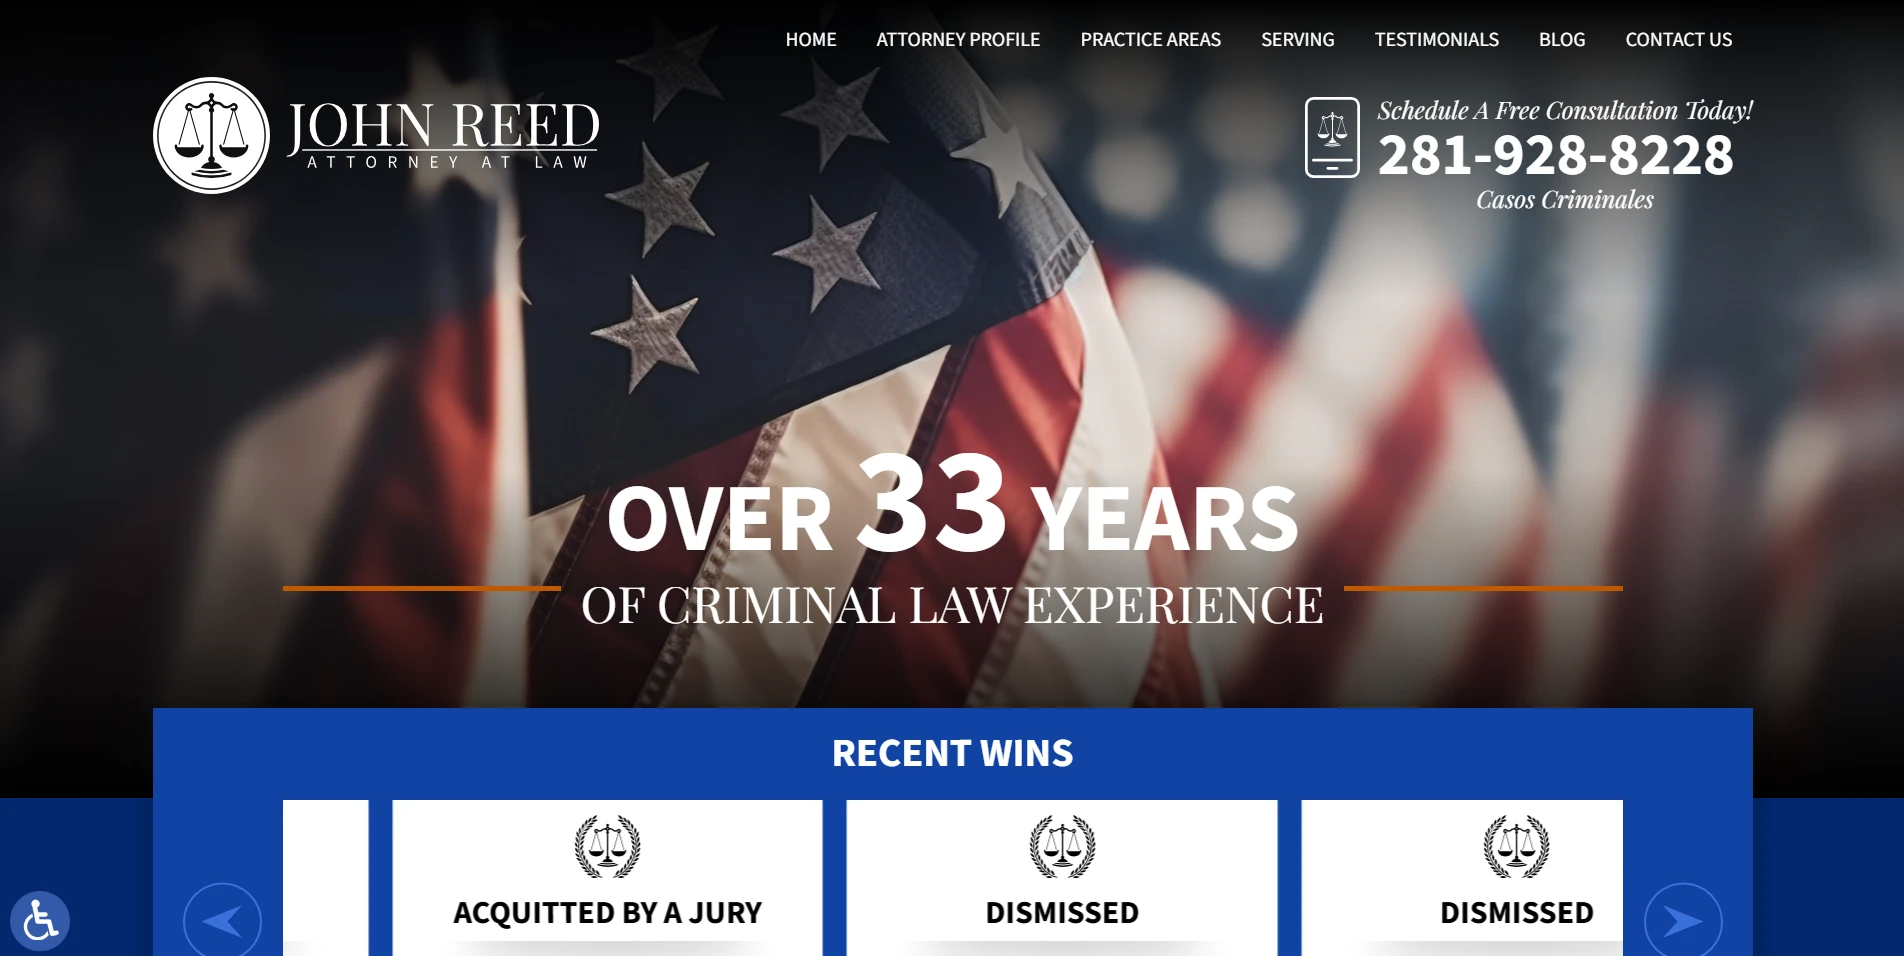 HOME ATTORNEY PROFILE PRACTICE AREAS SERVING TESTIMONIALS BLOG CONTACT US
JOHN REED
ATTORNEY AT LAW
Schedule A Free Consultation Today!
281-928-8228
Casos Criminales
OVER 33 YEARS
OF CRIMINAL LAW EXPERIENCE
RECENT WINS
ACQUITTED BY A JURY
DISMISSED
DISMISSED